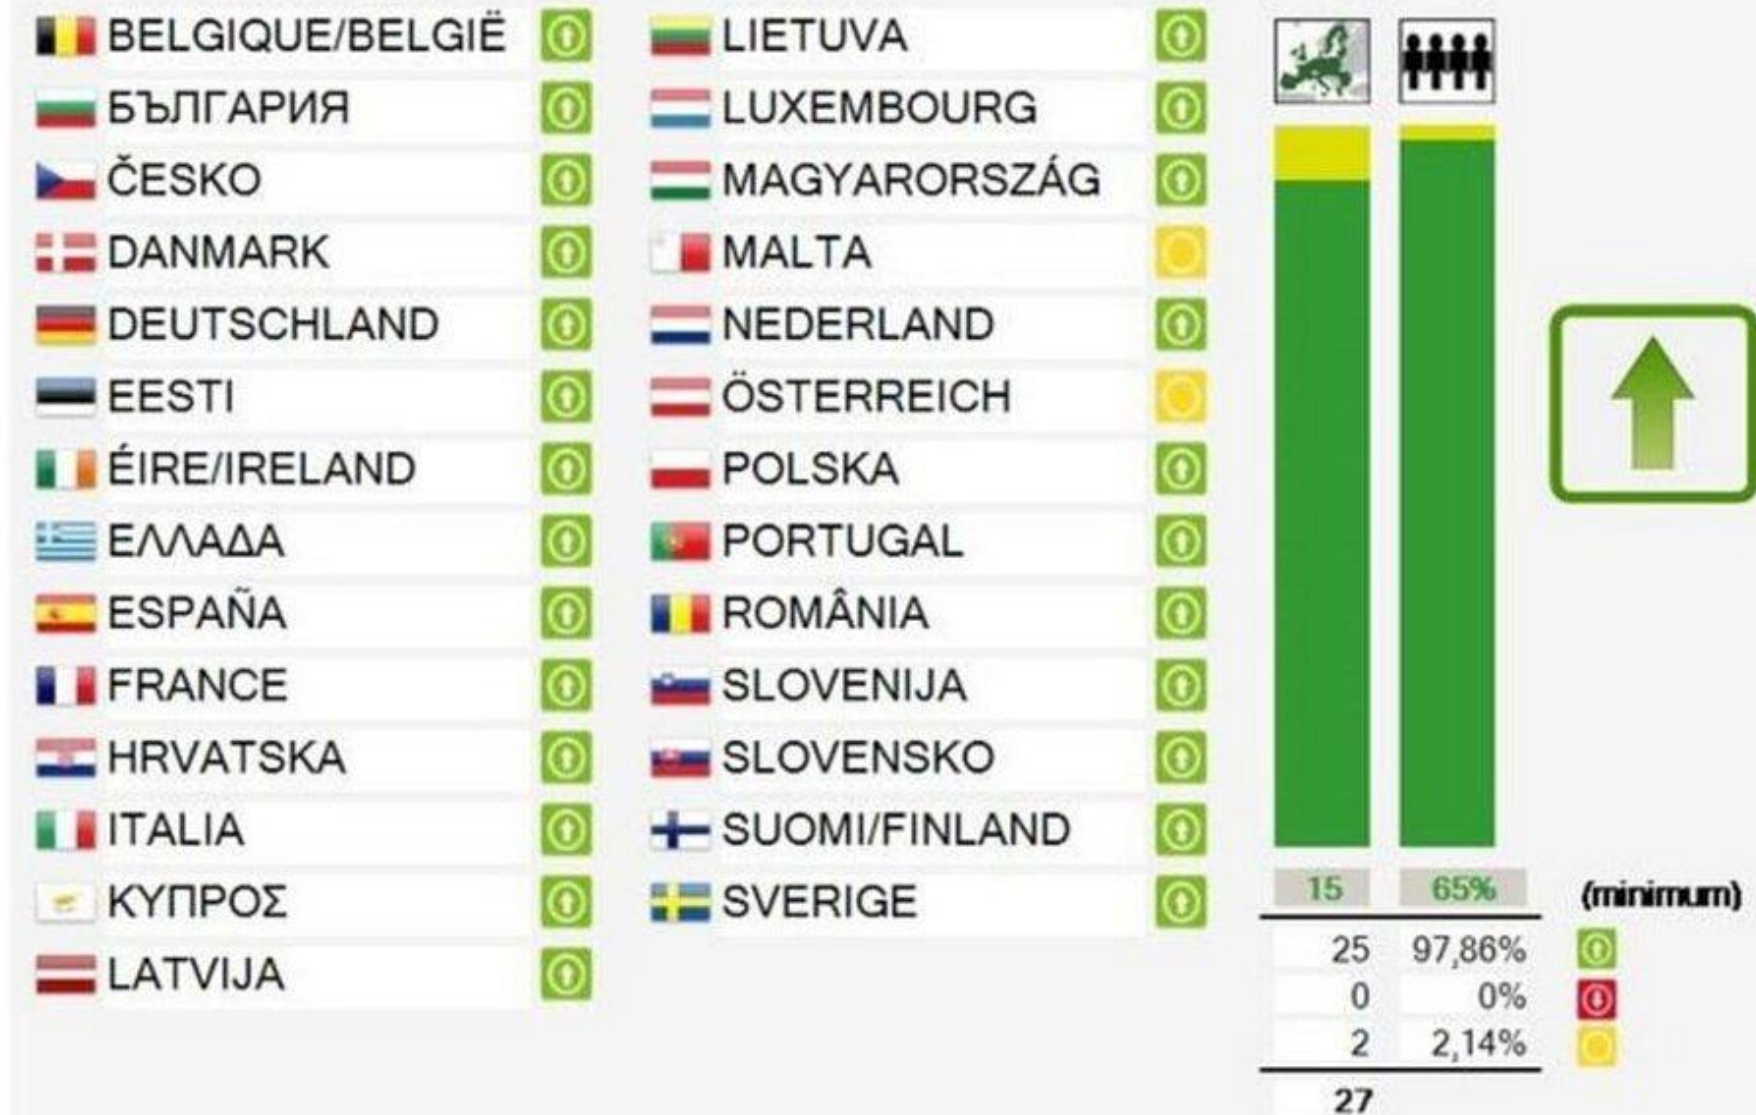 BELGIQUE/BELGIË
БЪЛГАРИЯ
ČESKO
DANMARK
DEUTSCHLAND
EESTI
ÉIRE/IRELAND
ΕΛΛΑΔΑ
ESPAÑA
FRANCE
HRVATSKA
ITALIA
ΚΥΠΡΟΣ
LATVIJA
LIETUVA
LUXEMBOURG
MAGYARORSZÁG
MALTA
NEDERLAND
ÖSTERREICH
POLSKA
PORTUGAL
ROMÂNIA
SLOVENIJA
SLOVENSKO
SUOMI/FINLAND
SVERIGE
15 65% (minimum)
25 97,86%
0 0%
2 2,14%
27